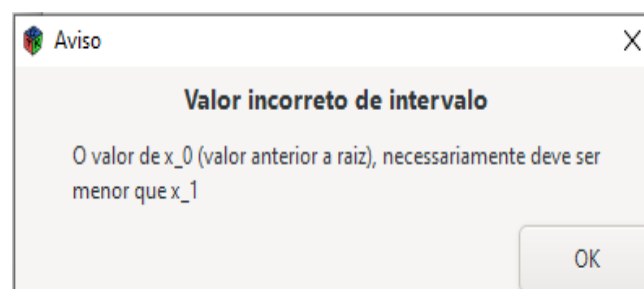 Aviso
Valor incorreto de intervalo
O valor de x_0 (valor anterior a raiz), necessariamente deve ser
menor que x_1
OK